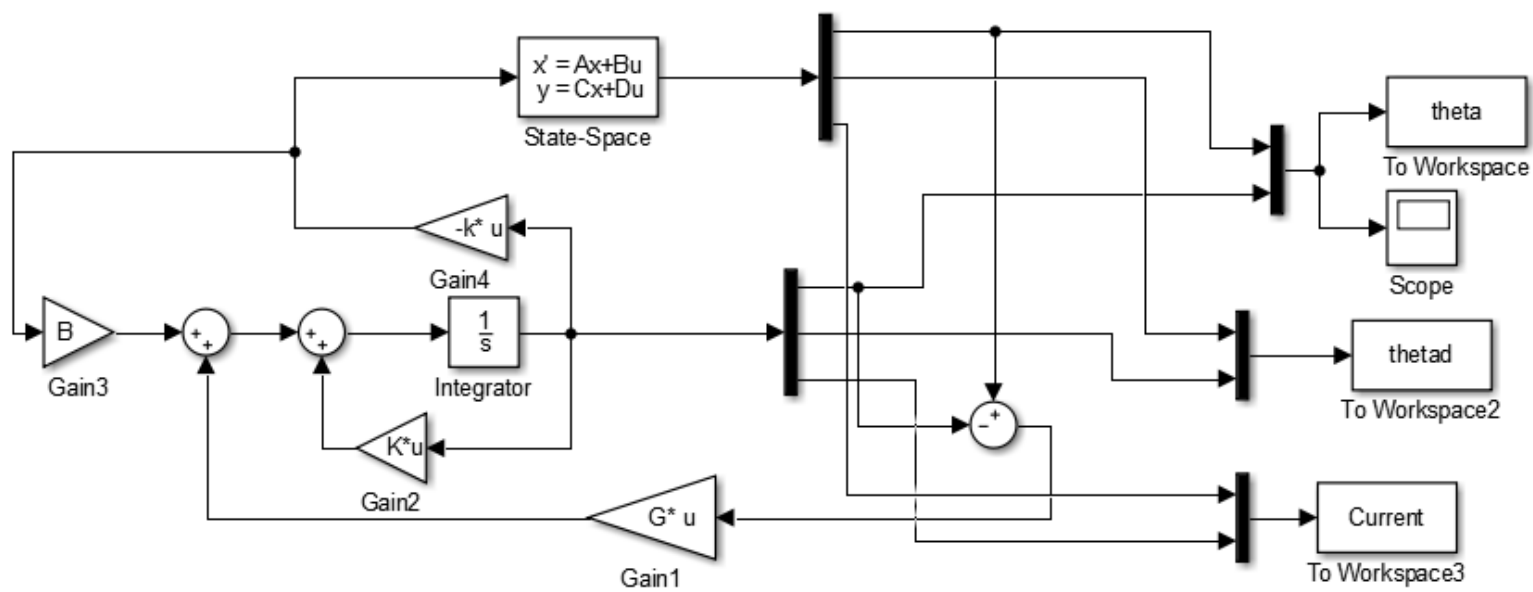 x' = Ax+Bu
y = Cx+Du
State-Space
theta
To Workspace
-k* u
Gain4
Scope
B
Gain3
+
+
+
+
1
s
Integrator
thetad
To Workspace2
K*u
Gain2
+
-
G* u
Gain1
Current
To Workspace3